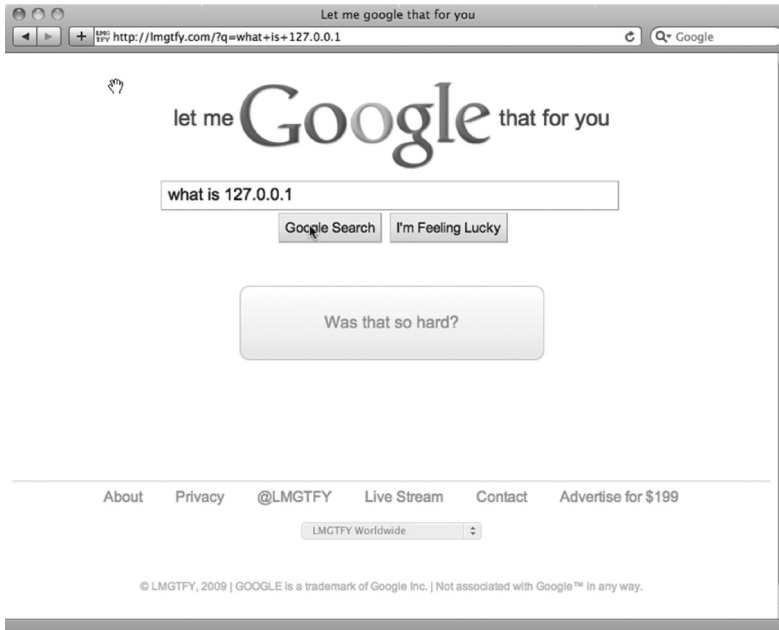 Let me google that for you
LMG TFY http://lmgtfy.com/?q=what+is+127.0.0.1 Google
let me Google that for you
what is 127.0.0.1
Google Search I'm Feeling Lucky
Was that so hard?
About Privacy @LMGTFY Live Stream Contact Advertise for $199
LMGTFY Worldwide
© LMGTFY, 2009 | GOOGLE is a trademark of Google Inc. | Not associated with Google™ in any way.